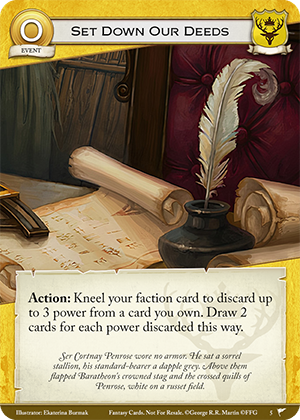 0
SET DOWN OUR DEEDS
EVENT
Action: Kneel your faction card to discard up
to 3 power from a card you own. Draw 2
cards for each power discarded this way.
Ser Cortnay Penrose wore no armor. He sat a sorrel
stallion, his standard-bearer a dapple grey. Above them
flapped Baratheon's crowned stag and the crossed quills of
Penrose, white on a russet field.
Illustrator: Ekaterina Burmak Fantasy Cards. Not For Resale. ©George R.R. Martin ©FFG 5